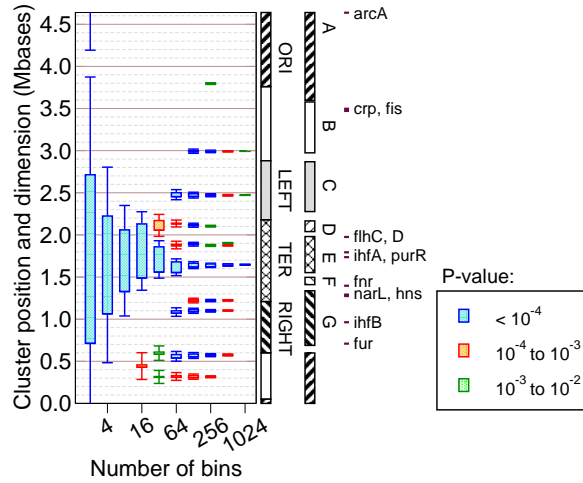 Cluster position and dimension (Mbases)
4.5
4.0
3.5
3.0
2.5
2.0
1.5
1.0
0.5
0.0
4
16
64
256
1024
Number of bins
ORI
LEFT
TER
RIGHT
A
B
C
D
E
F
G
arcA
crp, fis
flhC, D
ihfA, purR
fnr
narL, hns
ihfB
fur
P-value:
< 10⁻⁴
10⁻⁴ to 10⁻³
10⁻³ to 10⁻²